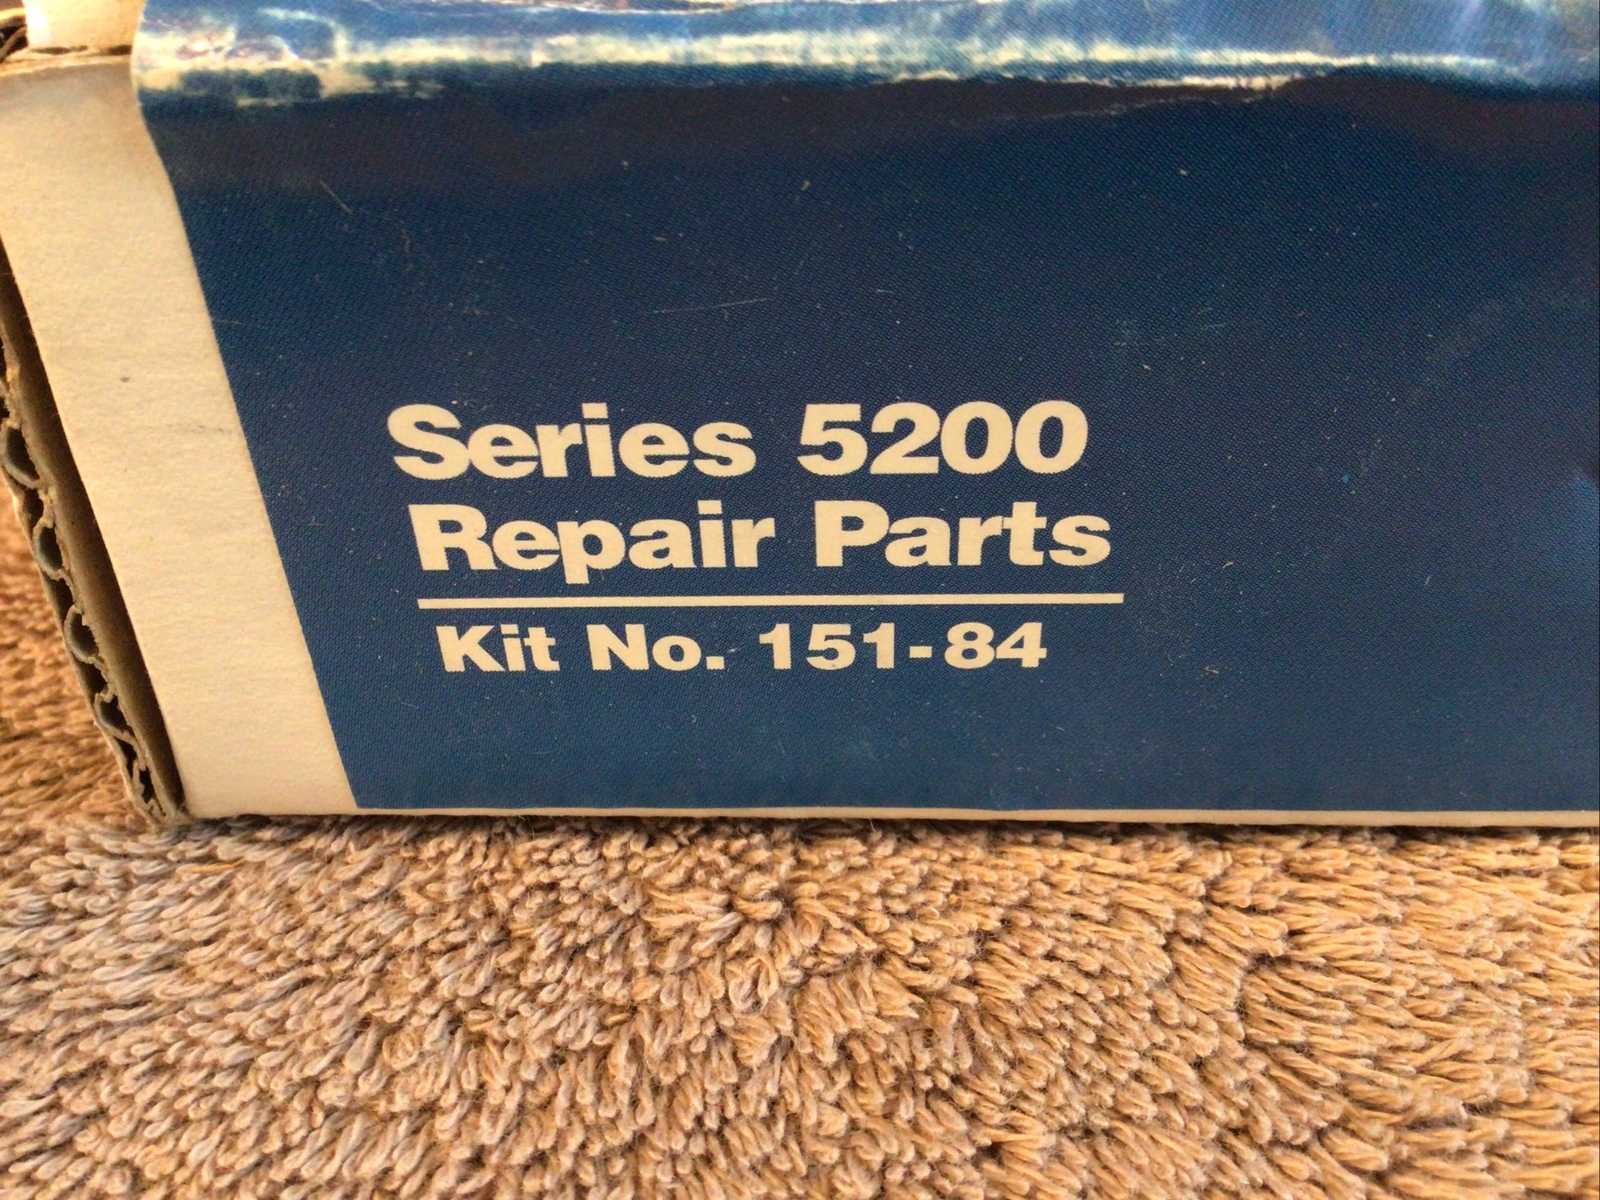 Series 5200
Repair Parts
Kit No. 151-84